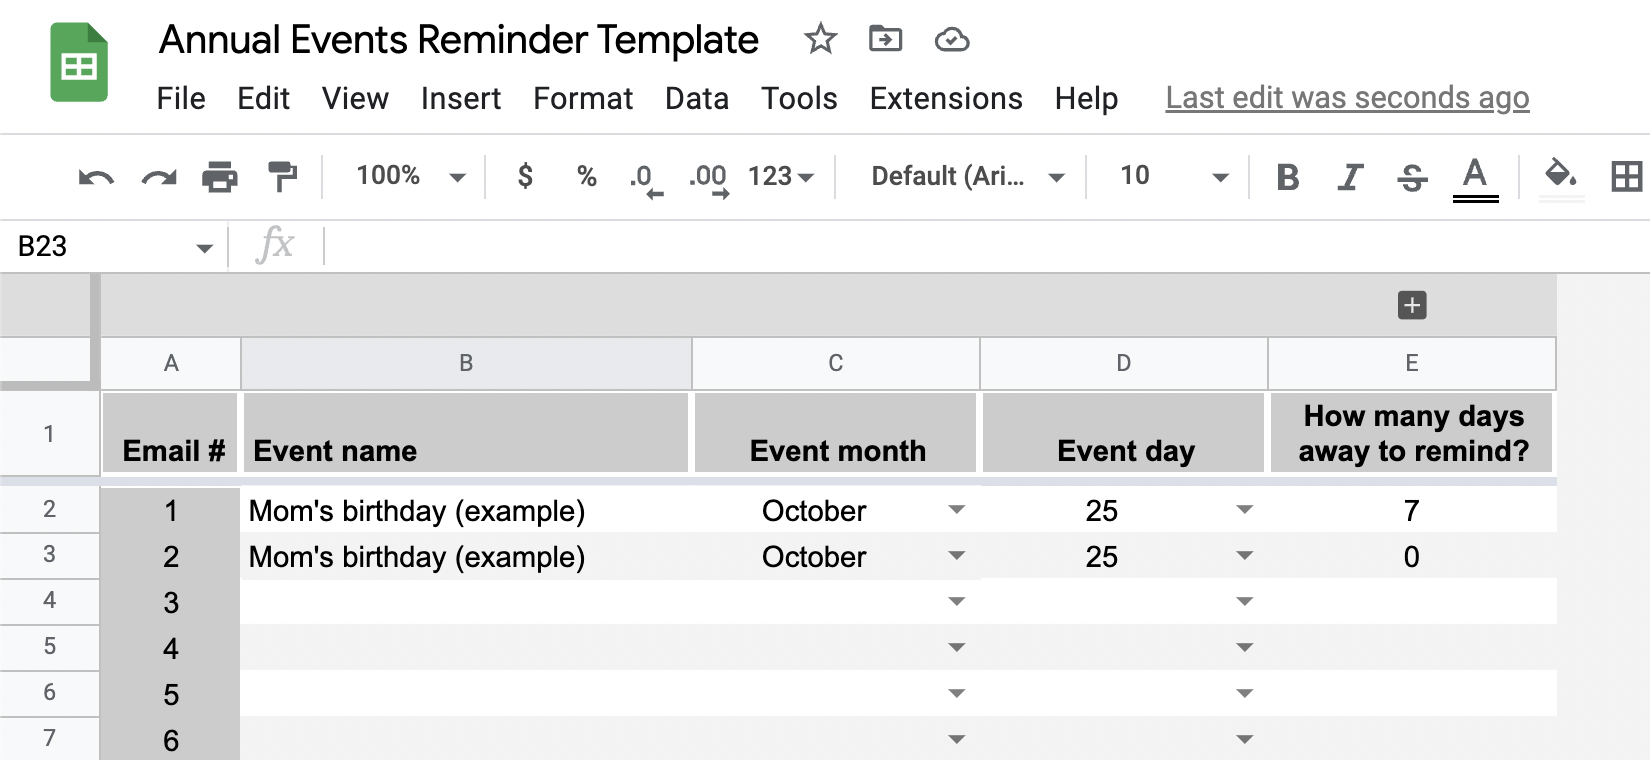 Annual Events Reminder Template
File Edit View Insert Format Data Tools Extensions Help Last edit was seconds ago
100% $ % .0 .00 123 Default (Ari... 10 B I S A
B23 fx
A B C D E
1 Email # Event name Event month Event day How many days away to remind?
2 1 Mom's birthday (example) October 25 7
3 2 Mom's birthday (example) October 25 0
4 3
5 4
6 5
7 6